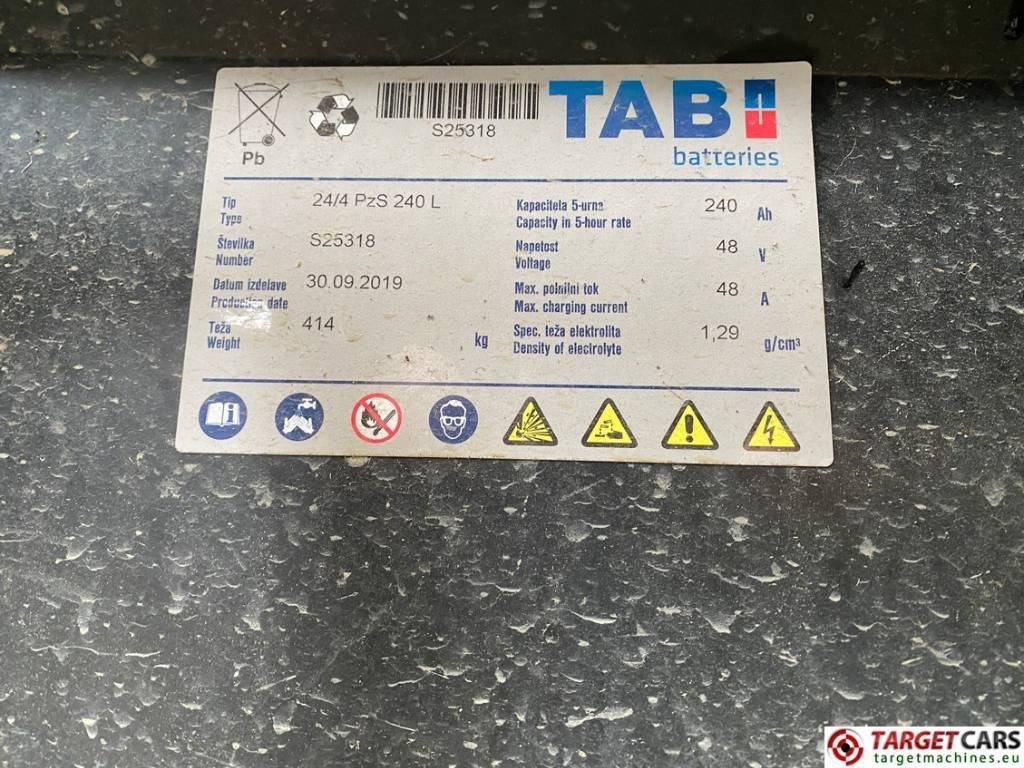 Pb
S25318
TAB
batteries
Tip 24/4 PzS 240 L
Type
Številka S25318
Number
Datum izdelave 30.09.2019
Production date
Teža 414
Weight kg
Kapaciteta 5-urna 240 Ah
Capacity in 5-hour rate
Napetost 48 V
Voltage
Max. polnilni tok 48 A
Max. charging current
Spec. teža elektrolita 1,29 g/cm³
Density of electrolyte
TARGETCARS
targetmachines.eu